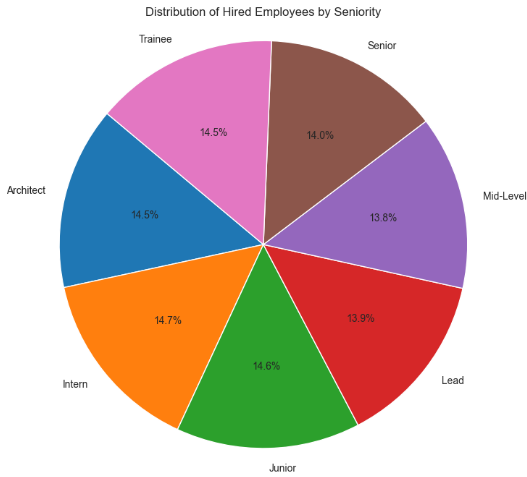 Distribution of Hired Employees by Seniority
Trainee
Senior
14.5%
14.0%
Architect
Mid-Level
14.5%
13.8%
14.7%
13.9%
14.6%
Intern
Lead
Junior